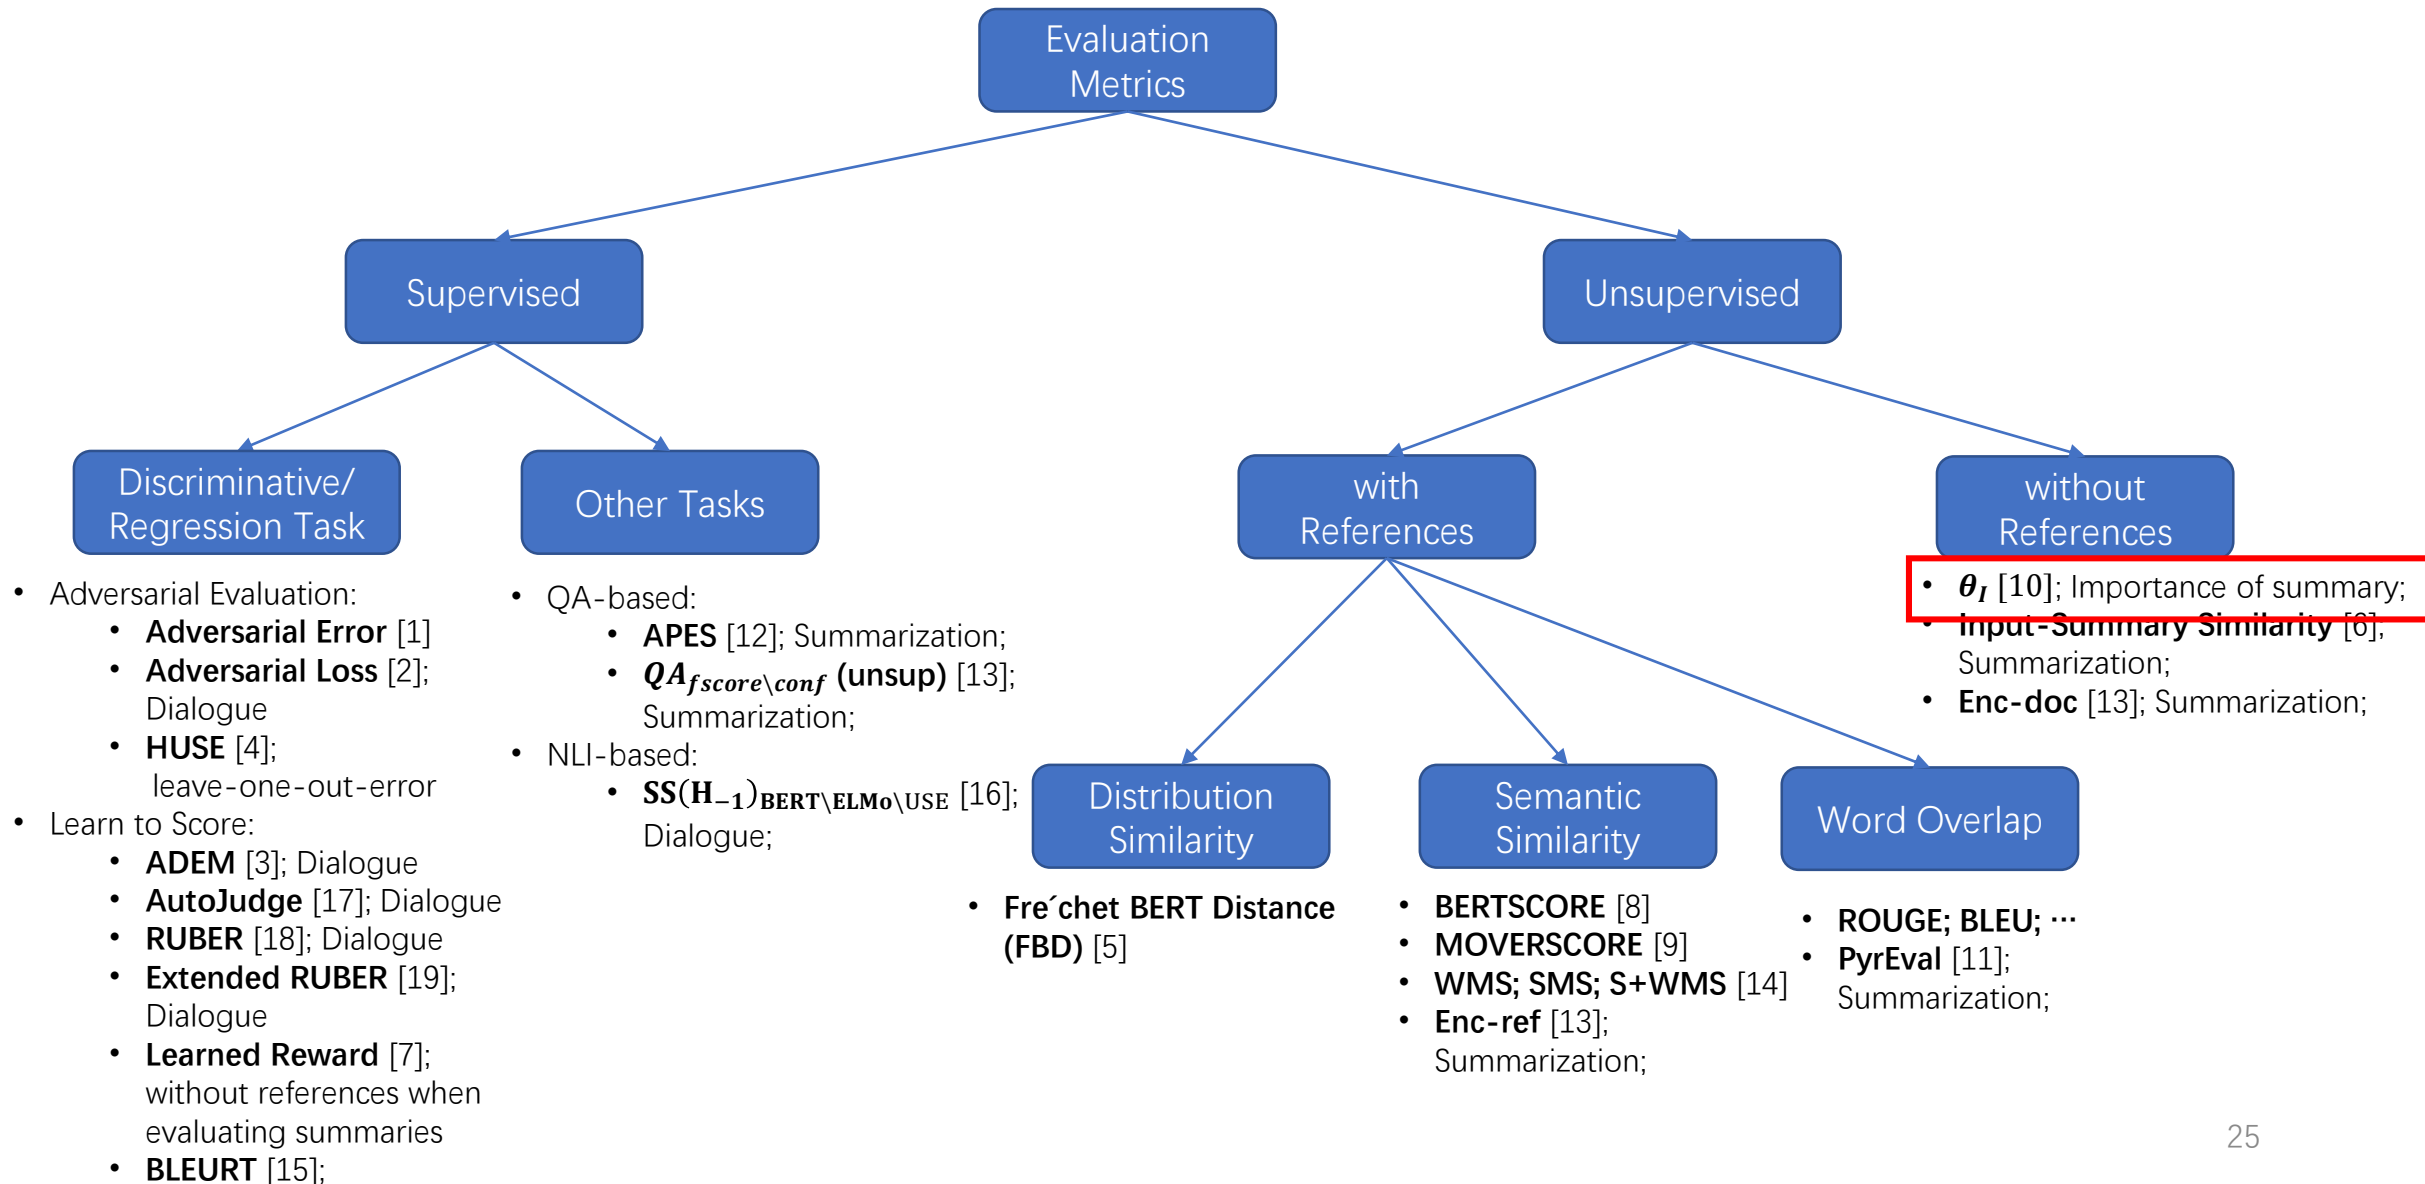 Evaluation
Metrics
Supervised
Unsupervised
Discriminative/
Regression Task
Other Tasks
with
References
without
References
• Adversarial Evaluation:
• Adversarial Error [1]
• Adversarial Loss [2];
Dialogue
• HUSE [4];
leave-one-out-error
• Learn to Score:
• ADEM [3]; Dialogue
• AutoJudge [17]; Dialogue
• RUBER [18]; Dialogue
• Extended RUBER [19];
Dialogue
• Learned Reward [7];
without references when
evaluating summaries
• BLEURT [15];
• QA-based:
• APES [12]; Summarization;
• QA_{fscore\conf} (unsup) [13];
Summarization;
• NLI-based:
• SS(H_{−1})_{BERT\ELMo\USE} [16];
Dialogue;
• θ_I [10]; Importance of summary;
• Input-Summary Similarity [6];
Summarization;
• Enc-doc [13]; Summarization;
Distribution
Similarity
Semantic
Similarity
Word Overlap
• Fre´chet BERT Distance
(FBD) [5]
• BERTSCORE [8]
• MOVERSCORE [9]
• WMS; SMS; S+WMS [14]
• Enc-ref [13];
Summarization;
• ROUGE; BLEU; ⋯
• PyrEval [11];
Summarization;
25